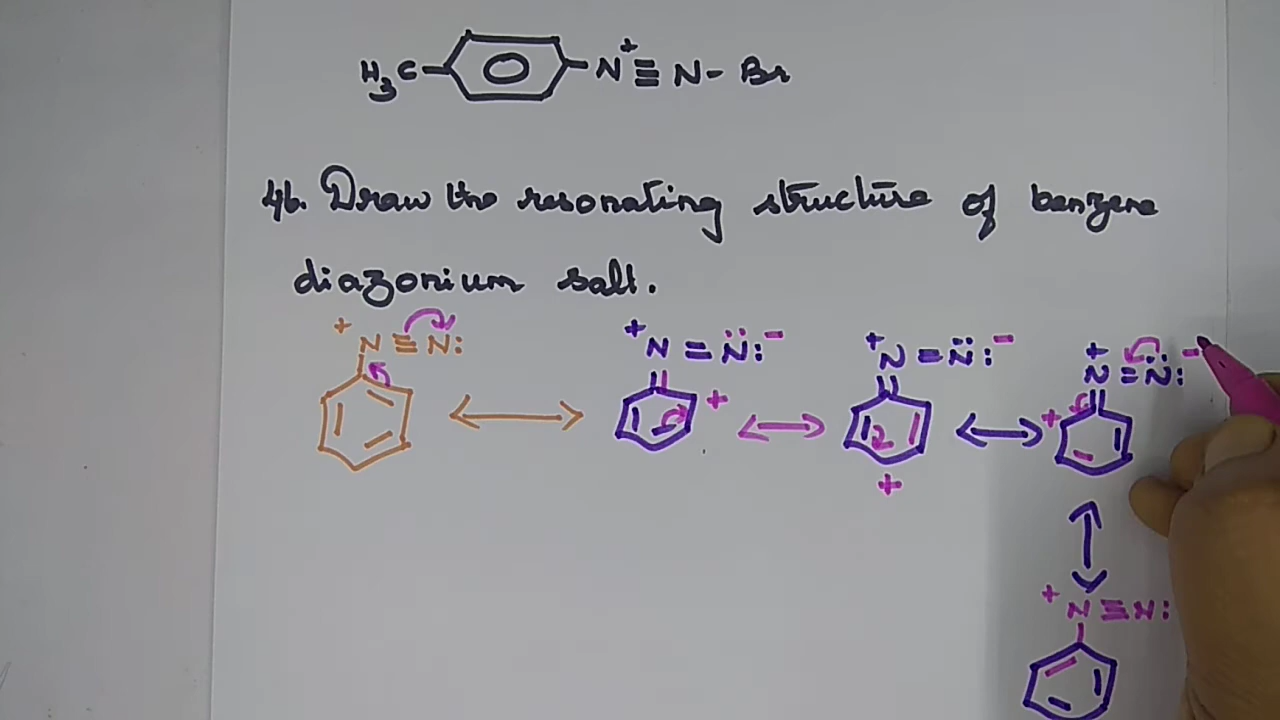 H3C N+ ≡ N - Br
46. Draw the resonating structure of benzene
diazonium salt.
+ N ≡ N: + N = N̈: - + N = N̈: - + N = N̈: -
+ + +
+ N ≡ N: